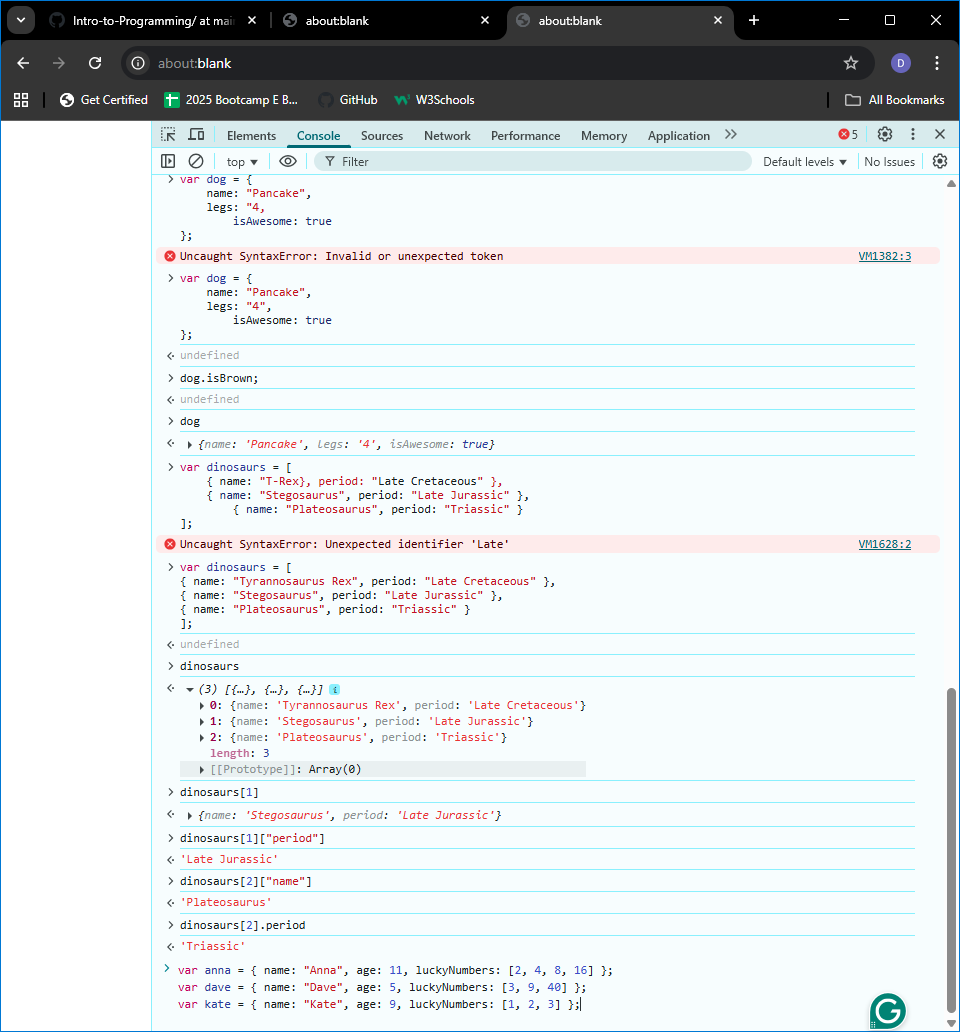 Intro-to-Programming/ at mai
about:blank
about:blank
about:blank
D
Get Certified
2025 Bootcamp E B...
GitHub
W3Schools
All Bookmarks
Elements
Console
Sources
Network
Performance
Memory
Application
5
top
Filter
Default levels
No Issues
var dog = {
name: "Pancake",
legs: "4,
isAwesome: true
};
Uncaught SyntaxError: Invalid or unexpected token VM1382:3
var dog = {
name: "Pancake",
legs: "4",
isAwesome: true
};
undefined
dog.isBrown;
undefined
dog
{name: 'Pancake', legs: '4', isAwesome: true}
var dinosaurs = [
{ name: "T-Rex}, period: "Late Cretaceous" },
{ name: "Stegosaurus", period: "Late Jurassic" },
{ name: "Plateosaurus", period: "Triassic" }
];
Uncaught SyntaxError: Unexpected identifier 'Late' VM1628:2
var dinosaurs = [
{ name: "Tyrannosaurus Rex", period: "Late Cretaceous" },
{ name: "Stegosaurus", period: "Late Jurassic" },
{ name: "Plateosaurus", period: "Triassic" }
];
undefined
dinosaurs
(3) [{…}, {…}, {…}] i
0: {name: 'Tyrannosaurus Rex', period: 'Late Cretaceous'}
1: {name: 'Stegosaurus', period: 'Late Jurassic'}
2: {name: 'Plateosaurus', period: 'Triassic'}
length: 3
[[Prototype]]: Array(0)
dinosaurs[1]
{name: 'Stegosaurus', period: 'Late Jurassic'}
dinosaurs[1]["period"]
'Late Jurassic'
dinosaurs[2]["name"]
'Plateosaurus'
dinosaurs[2].period
'Triassic'
var anna = { name: "Anna", age: 11, luckyNumbers: [2, 4, 8, 16] };
var dave = { name: "Dave", age: 5, luckyNumbers: [3, 9, 40] };
var kate = { name: "Kate", age: 9, luckyNumbers: [1, 2, 3] };